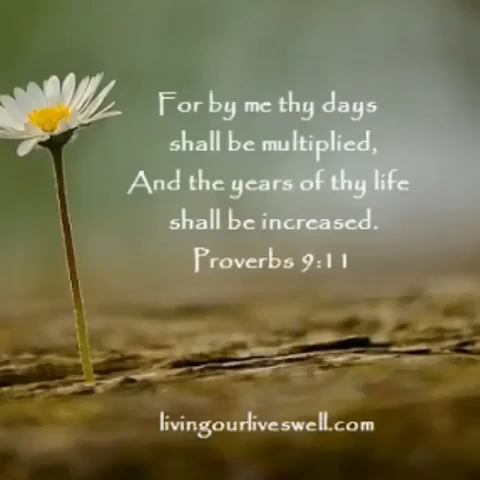 For by me thy days
shall be multiplied,
And the years of thy life
shall be increased.
Proverbs 9:11
livingourliveswell.com